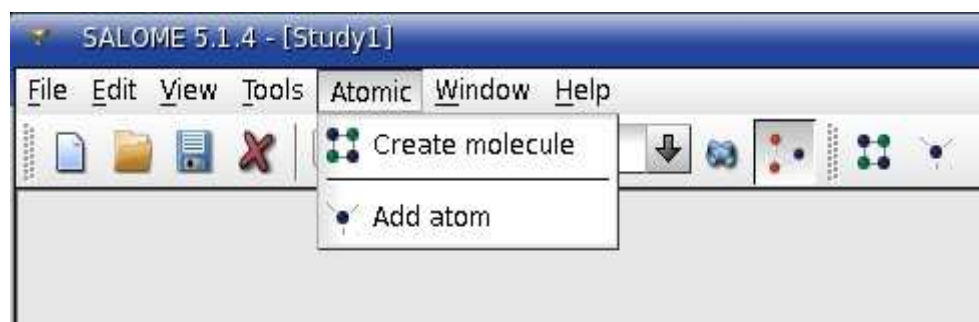 SALOME 5.1.4 - [Study1]
File Edit View Tools Atomic Window Help
Create molecule
Add atom